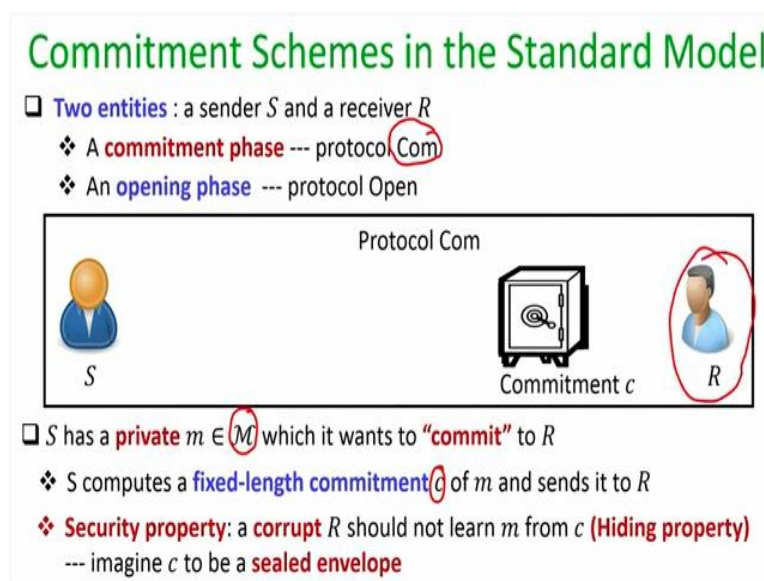 Commitment Schemes in the Standard Model
❑ Two entities : a sender S and a receiver R
❖ A commitment phase --- protocol Com
❖ An opening phase --- protocol Open
Protocol Com
S
Commitment c
R
❑ S has a private m ∈ ℳ which it wants to “commit” to R
❖ S computes a fixed-length commitment c of m and sends it to R
❖ Security property: a corrupt R should not learn m from c (Hiding property)
--- imagine c to be a sealed envelope